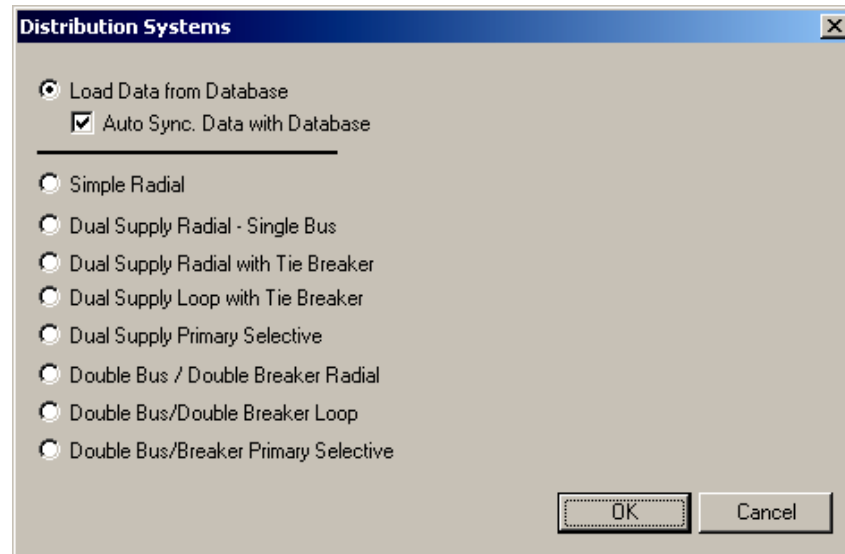 Distribution Systems
Load Data from Database
Auto Sync. Data with Database
Simple Radial
Dual Supply Radial - Single Bus
Dual Supply Radial with Tie Breaker
Dual Supply Loop with Tie Breaker
Dual Supply Primary Selective
Double Bus / Double Breaker Radial
Double Bus/Double Breaker Loop
Double Bus/Breaker Primary Selective
OK Cancel